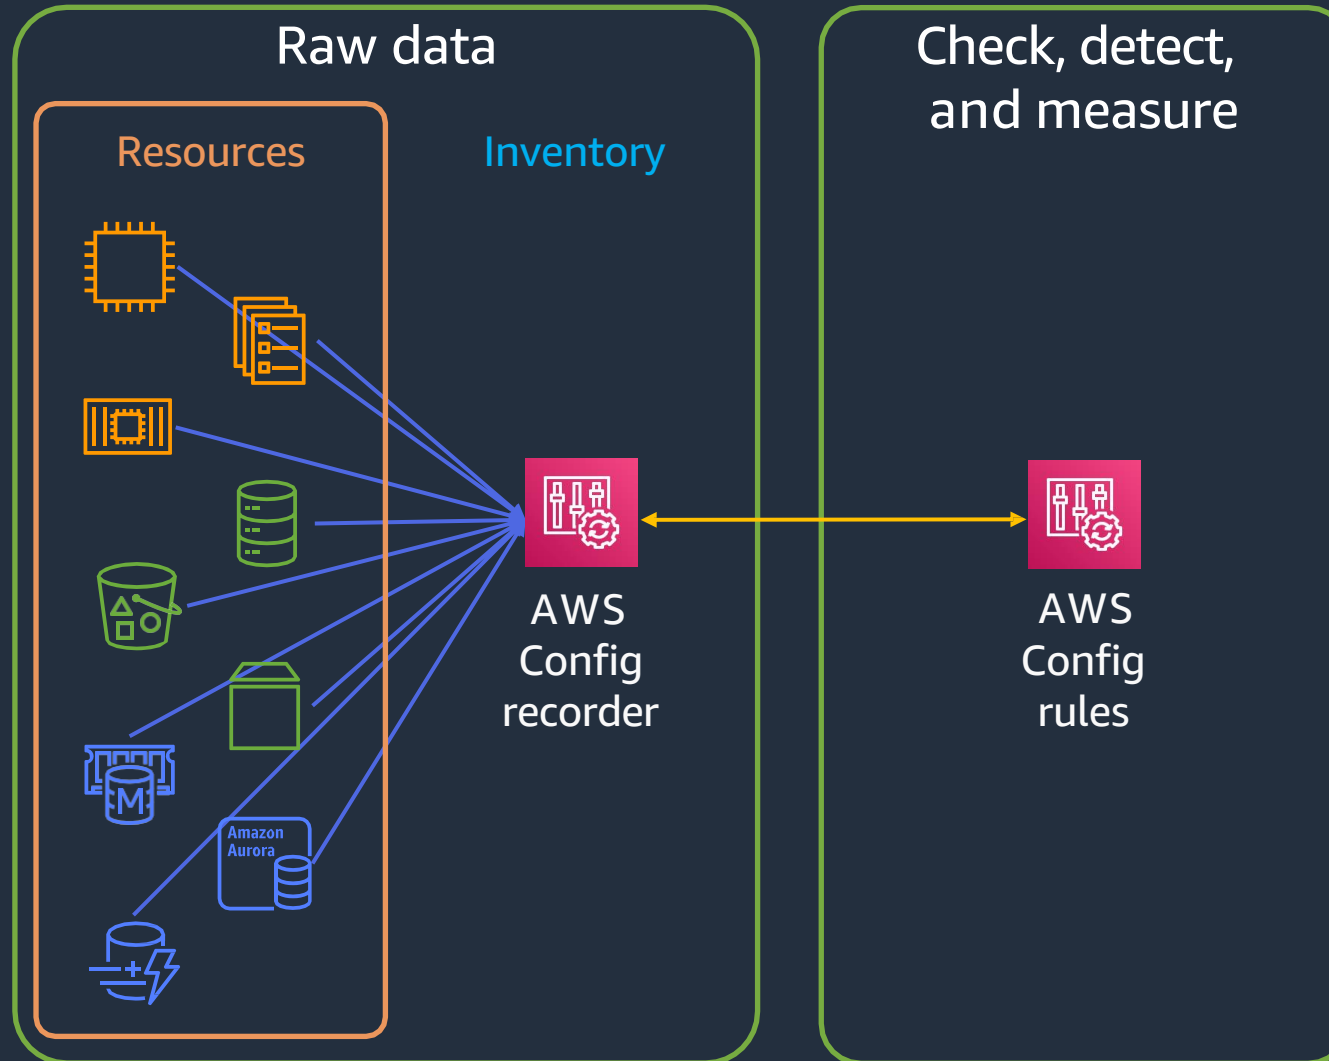 Raw data
Check, detect,
and measure
Resources
Inventory
AWS
Config
recorder
AWS
Config
rules
M
Amazon
Aurora